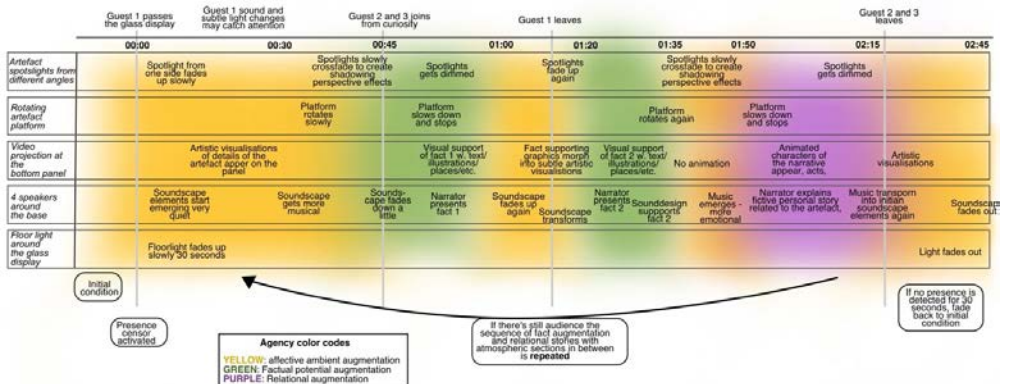 Guest 1 passes
the glass display
Guest 1 sound and
subtle light changes
may catch attention
Guest 2 and 3 joins
from curiosity
Guest 1 leaves
Guest 2 and 3
leaves
00:00
00:30
00:45
01:00
01:20
01:35
01:50
02:15
02:45
Artefact
spotslights from
different angles
Spotlight from
one side fades
up slowly
Spotlights slowly
crossfade to create
shadowing
perspective effects
Spotlights
gets dimmed
Spotlights
fade up
again
Spotlights slowly
crossfade to create
shadowing
perspective effects
Spotlights
gets dimmed
Rotating
artefact
platform
Platform
rotates
slowly
Platform
slows down
and stops
Platform
rotates again
Platform
slows down
and stops
Video
projection at
the
bottom panel
Artistic visualisations
of details of the
artefact apper on the
panel
Visual support
of fact 1 w. text/
illustrations/
places/etc.
Fact supporting
graphics morph
into subtle artistic
visualistions
Visual support
of fact 2 w. text/
illustrations/
places/etc.
No animation
Animated
characters of
the narrative
appear, acts,
Artistic
visualisations
4 speakers
around
the base
Soundscape
elements start
emerging very
quiet
Soundscape
gets more
musical
Sounds-
cape fades
down a
little
Narrator
presents
fact 1
Soundscape
fades up
again
Soundscape
transforms
Narrator
presents
fact 2
Sounddesign
suppports
fact 2
Music
emerges -
more
emotional
Narrator explains
fictive personal story
related to the artefact,
Music transporn
into initian
soundscape
elements again
Soundscape
fades out
Floor light
around
the glass
display
Floorlight fades up
slowly 30 seconds
Light fades out
Initial
condition
Presence
censor
activated
If there's still audience the
sequence of fact augmentation
and relational stories with
atmospheric sections in between
is repeated
If no presence is
detected for 30
seconds, fade
back to initial
condition
Agency color codes
YELLOW: affective ambient augmentation
GREEN: Factual potential augmentation
PURPLE: Relational augmentation